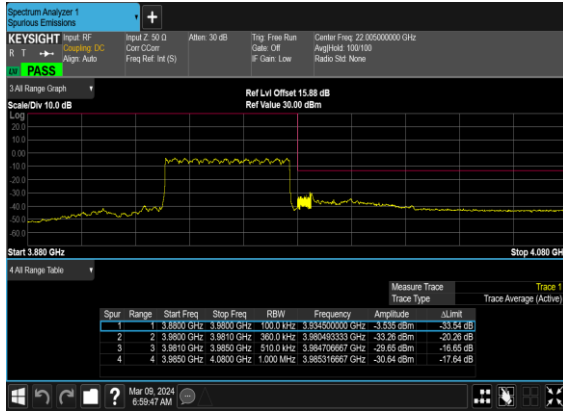 Spectrum Analyzer 1
Spurious Emissions
+
KEYSIGHT Input: RF Input Z: 50 Ω Atten: 30 dB Trig: Free Run Center Freq: 22.005000000 GHz
R T Coupling: DC Corr CCorr Gate: Off Avg|Hold: 100/100
Align: Auto Freq Ref: Int (S) IF Gain: Low Radio Std: None
PASS
3 All Range Graph Ref Lvl Offset 15.88 dB
Scale/Div 10.0 dB Ref Value 30.00 dBm
Log
20.0
10.0
0.00
-10.0
-20.0
-30.0
-40.0
-50.0
-60.0
Start 3.880 GHz Stop 4.080 GH
4 All Range Table
Measure Trace Trace 1
Trace Type Trace Average (Active)
Spur Range Start Freq Stop Freq RBW Frequency Amplitude ΔLimit
1 1 3.8800 GHz 3.9800 GHz 100.0 kHz 3.934500000 GHz -3.535 dBm -33.54 dB
2 2 3.9800 GHz 3.9810 GHz 360.0 kHz 3.980493333 GHz -33.26 dBm -20.26 dB
3 3 3.9810 GHz 3.9850 GHz 510.0 kHz 3.984706667 GHz -29.65 dBm -16.65 dB
4 4 3.9850 GHz 4.0800 GHz 1.000 MHz 3.985316667 GHz -30.64 dBm -17.64 dB
? Mar 09, 2024
6:59:47 AM